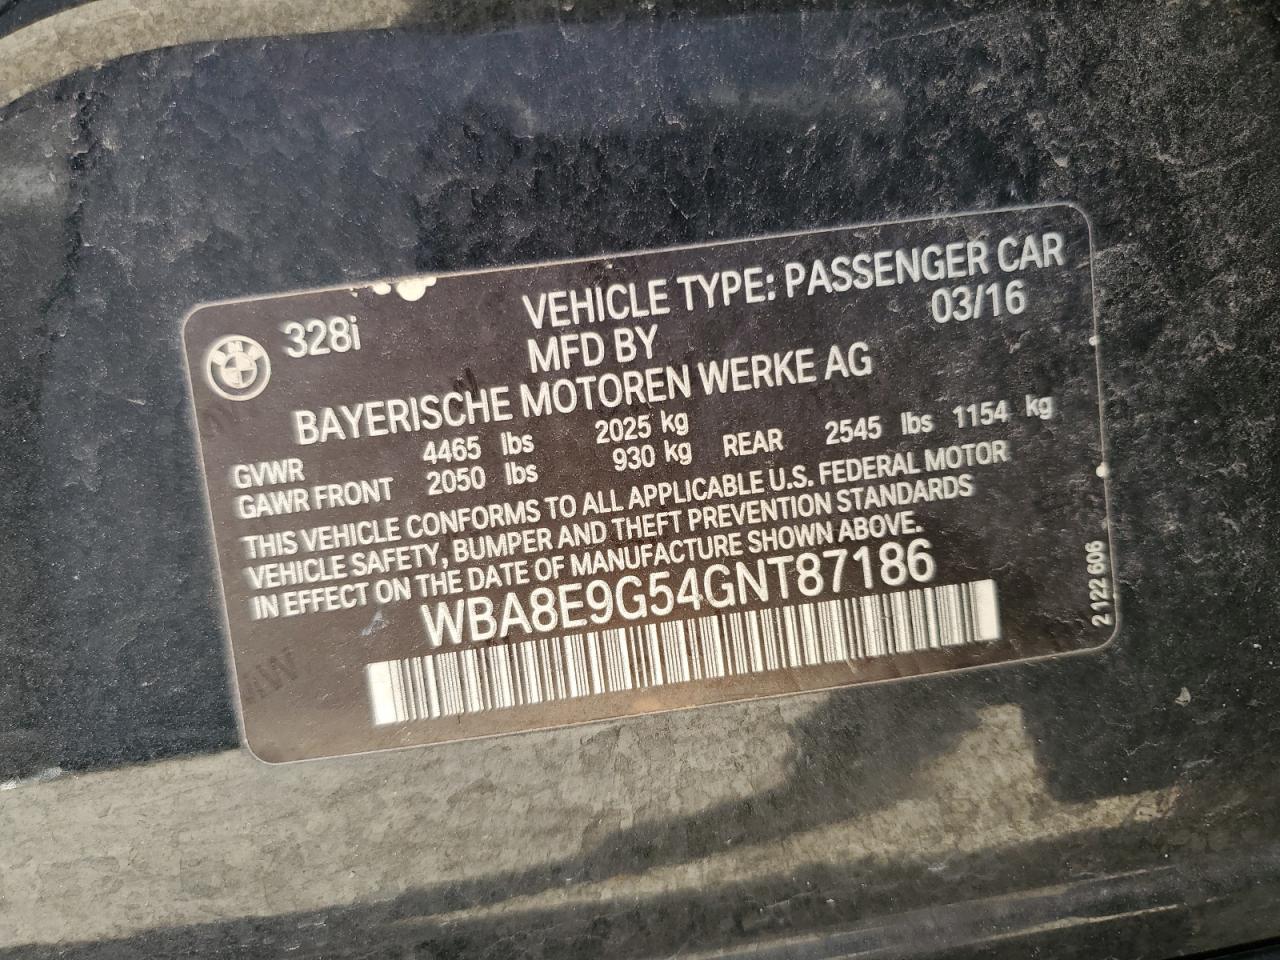 VEHICLE TYPE: PASSENGER CAR
328i MFD BY 03/16
BAYERISCHE MOTOREN WERKE AG
GVWR 4465 lbs 2025 kg
GAWR FRONT 2050 lbs 930 kg REAR 2545 lbs 1154 kg
THIS VEHICLE CONFORMS TO ALL APPLICABLE U.S. FEDERAL MOTOR
VEHICLE SAFETY, BUMPER AND THEFT PREVENTION STANDARDS
IN EFFECT ON THE DATE OF MANUFACTURE SHOWN ABOVE.
WBA8E9G54GNT87186
2 122 606